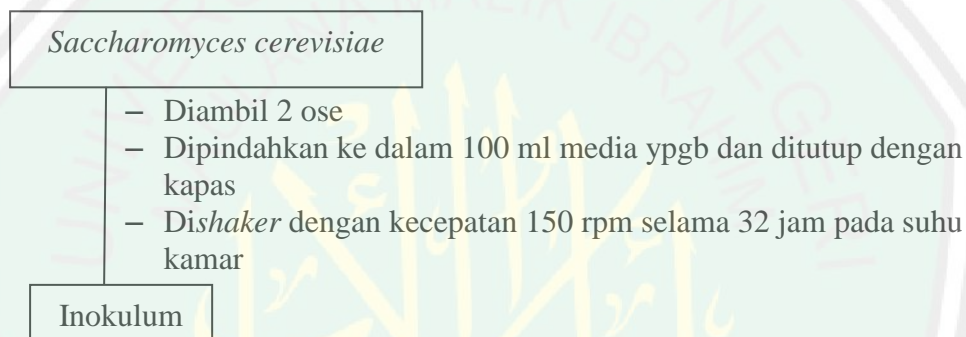 Saccharomyces cerevisiae
– Diambil 2 ose
– Dipindahkan ke dalam 100 ml media ypgb dan ditutup dengan
kapas
– Dishaker dengan kecepatan 150 rpm selama 32 jam pada suhu
kamar
Inokulum